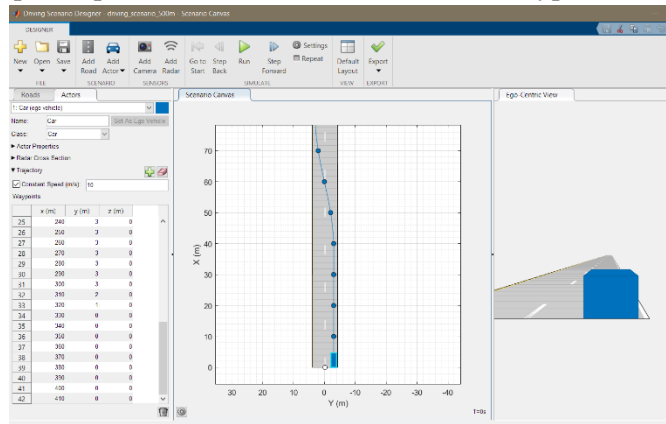 Driving Scenario Designer - driving_scenario_500m - Scenario Canvas
DESIGNER
New Open Save Add Road Add Actor Add Camera Add Radar Go to Start Step Back Run Step Forward Settings Repeat Default Layout Export
FILE SCENARIO SENSORS SIMULATE VIEW EXPORT
Roads Actors Scenario Canvas Ego-Centric View
1: Car (ego vehicle)
Name: Car Set As Ego Vehicle
Class: Car
Actor Properties
Radar Cross Section
Trajectory
Constant Speed (m/s) 10
Waypoints
x (m) y (m) z (m)
25 240 3 0
26 250 3 0
27 260 3 0
28 270 3 0
29 280 3 0
30 290 3 0
31 300 3 0
32 310 2 0
33 320 1 0
34 330 0 0
35 340 0 0
36 350 0 0
37 360 0 0
38 370 0 0
39 380 0 0
40 390 0 0
41 400 0 0
42 410 0 0
70
60
50
40
30
20
10
0
X (m)
30 20 10 0 -10 -20 -30 -40
Y (m)
T=0s